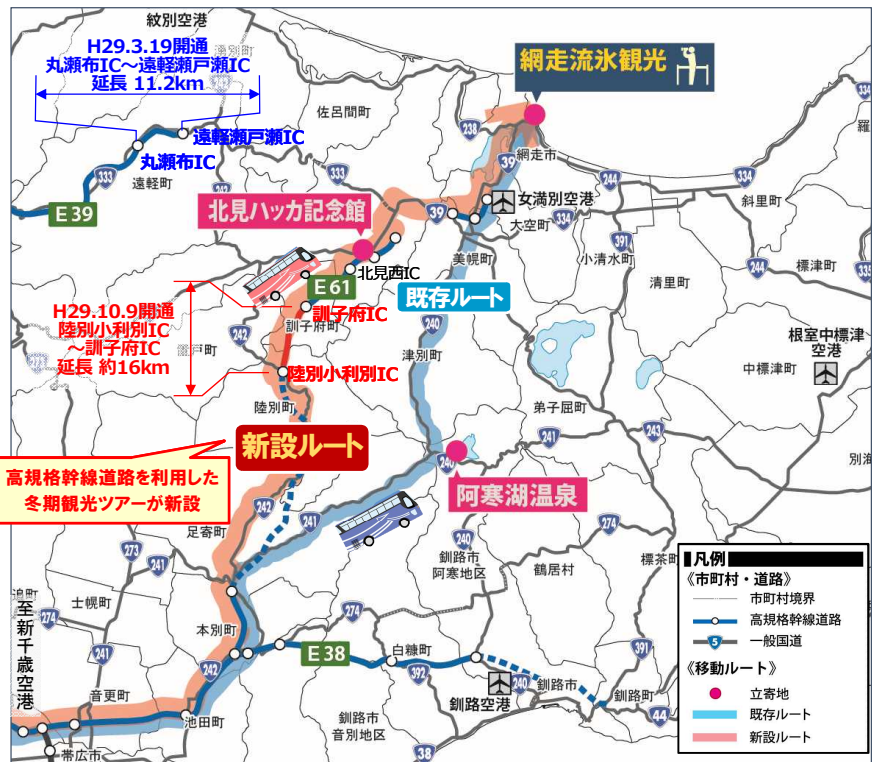 紋別空港
H29.3.19開通
丸瀬布IC～遠軽瀬戸瀬IC
延長 11.2km
網走流氷観光
佐呂間町
238
334
遠軽瀬戸瀬IC
丸瀬布IC
333
遠軽町
242
333
39
網走市
244
334
斜里町
E39
北見ハッカ記念館
39
女満別空港
大空町
334
391
小清水町
美幌町
北見西IC
E61
既存ルート
清里町
244
標津町
335
H29.10.9開通
陸別小利別IC
～訓子府IC
延長 約16km
訓子府IC
訓子府町
242
240
津別町
根室中標津
空港
中標津町
陸別小利別IC
陸別町
弟子屈町
241
243
新設ルート
高規格幹線道路を利用した
冬期観光ツアーが新設
240
阿寒湖温泉
242
241
足寄町
273
241
274
240
釧路市
阿寒地区
鶴居村
標茶町
274
士幌町
至新千歳空港
本別町
274
E38
白糠町
392
241
242
音更町
池田町
帯広市
釧路市
音別地区
38
釧路空港
240
釧路市
釧路町
391
44
凡例
《市町村・道路》
市町村境界
高規格幹線道路
5
一般国道
《移動ルート》
立寄地
既存ルート
新設ルート